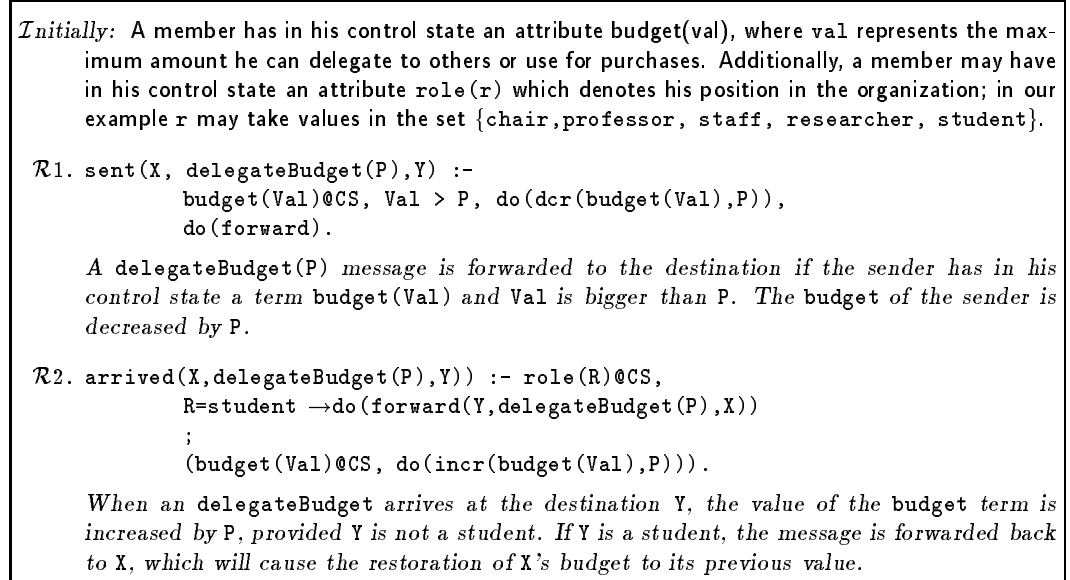 Initially: A member has in his control state an attribute budget(val), where val represents the max-
imum amount he can delegate to others or use for purchases. Additionally, a member may have
in his control state an attribute role(r) which denotes his position in the organization; in our
example r may take values in the set {chair,professor, staff, researcher, student}.
R1. sent(X, delegateBudget(P),Y) :-
budget(Val)@CS, Val > P, do(dcr(budget(Val),P)),
do(forward).
A delegateBudget(P) message is forwarded to the destination if the sender has in his
control state a term budget(Val) and Val is bigger than P. The budget of the sender is
decreased by P.
R2. arrived(X,delegateBudget(P),Y)) :- role(R)@CS,
R=student →do(forward(Y,delegateBudget(P),X))
;
(budget(Val)@CS, do(incr(budget(Val),P))).
When an delegateBudget arrives at the destination Y, the value of the budget term is
increased by P, provided Y is not a student. If Y is a student, the message is forwarded back
to X, which will cause the restoration of X's budget to its previous value.